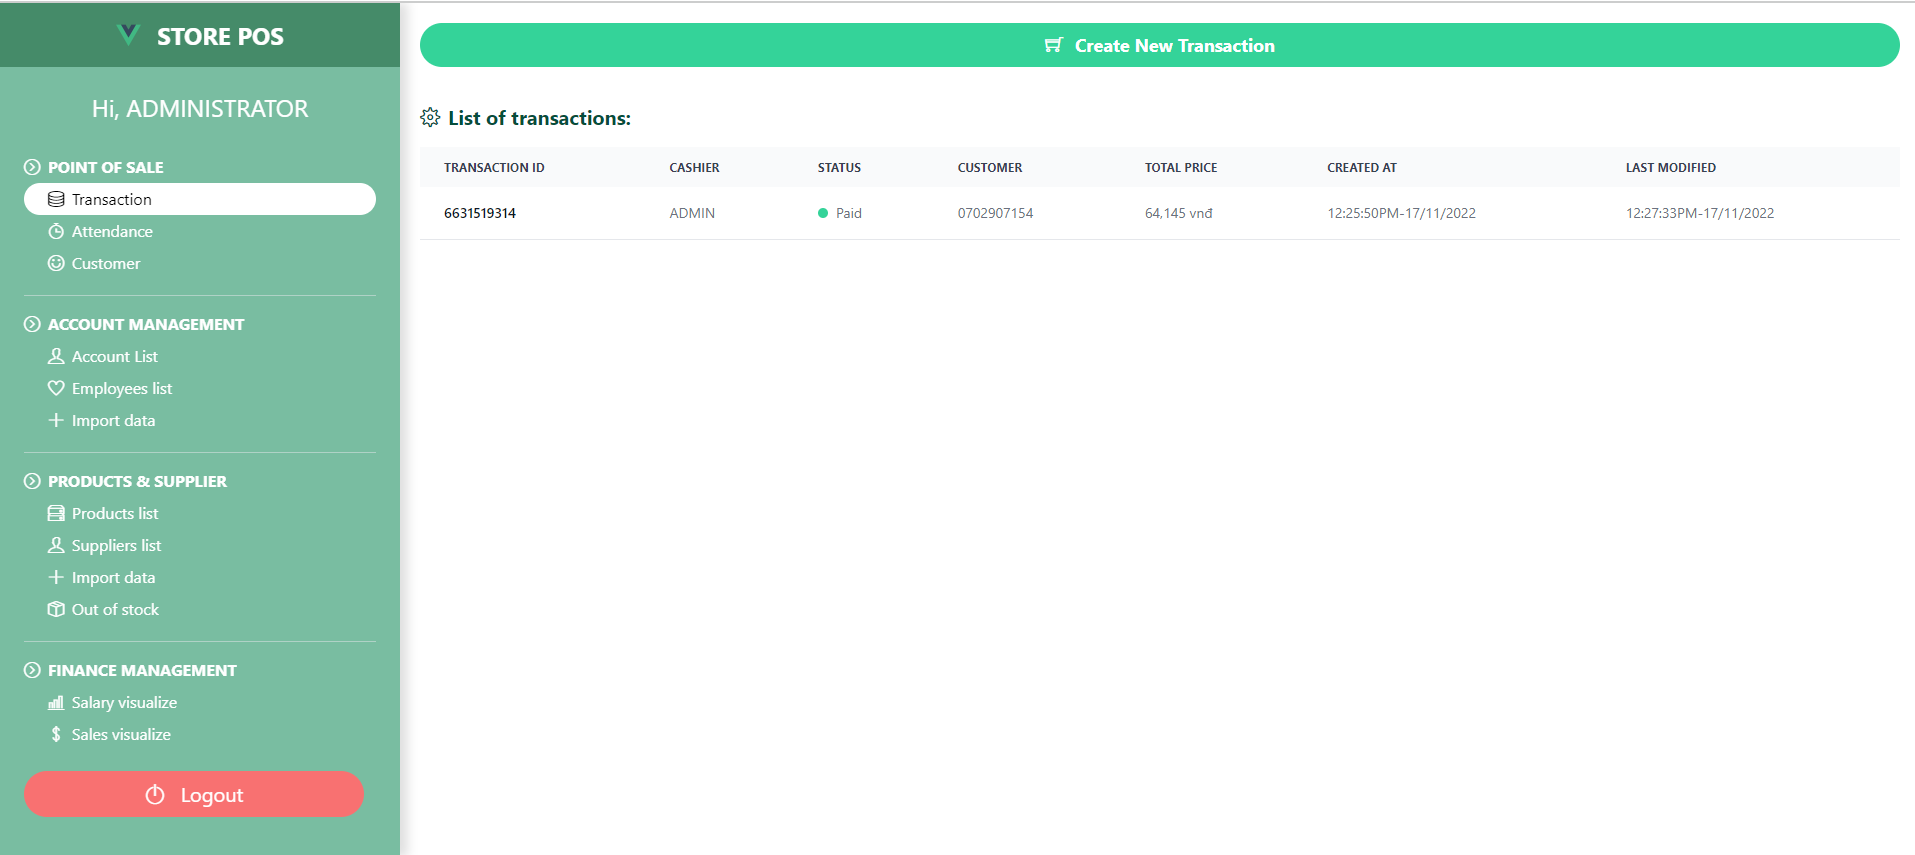 STORE POS
Hi, ADMINISTRATOR
POINT OF SALE
Transaction
Attendance
Customer
ACCOUNT MANAGEMENT
Account List
Employees list
Import data
PRODUCTS & SUPPLIER
Products list
Suppliers list
Import data
Out of stock
FINANCE MANAGEMENT
Salary visualize
Sales visualize
Logout
Create New Transaction
List of transactions:
TRANSACTION ID CASHIER STATUS CUSTOMER TOTAL PRICE CREATED AT LAST MODIFIED
6631519314 ADMIN Paid 0702907154 64,145 vnđ 12:25:50PM-17/11/2022 12:27:33PM-17/11/2022